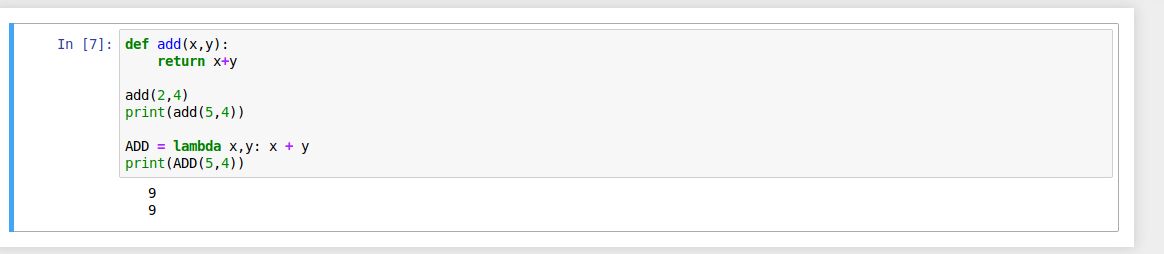 In [7]: def add(x,y):
    return x+y
add(2,4)
print(add(5,4))
ADD = lambda x,y: x + y
print(ADD(5,4))
9
9